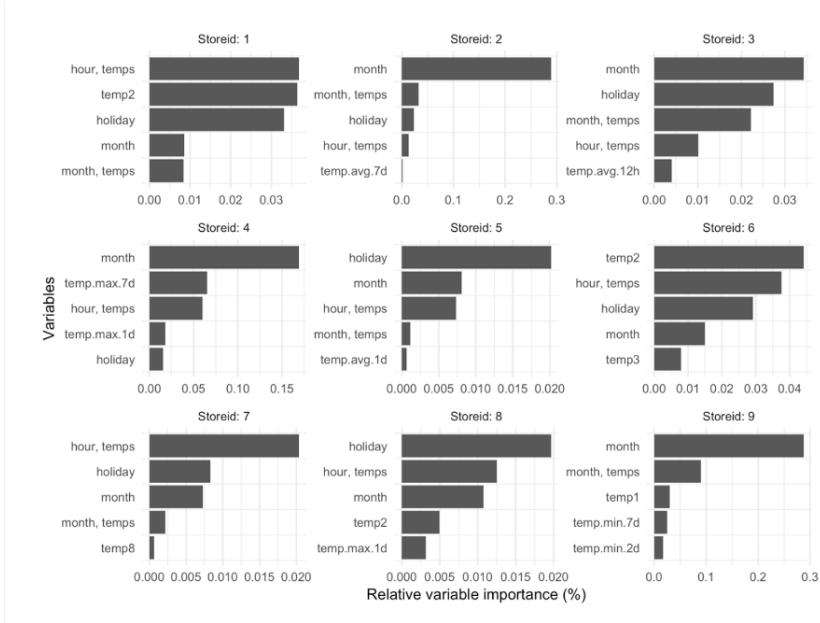 Storeid: 1
hour, temps
temp2
holiday
month
month, temps
0.00 0.01 0.02 0.03
Storeid: 2
month
month, temps
holiday
hour, temps
temp.avg.7d
0.0 0.1 0.2 0.3
Storeid: 3
month
holiday
month, temps
hour, temps
temp.avg.12h
0.00 0.01 0.02 0.03
Variables
Storeid: 4
month
temp.max.7d
hour, temps
temp.max.1d
holiday
0.00 0.05 0.10 0.15
Storeid: 5
holiday
month
hour, temps
month, temps
temp.avg.1d
0.000 0.005 0.010 0.015 0.020
Storeid: 6
temp2
hour, temps
holiday
month
temp3
0.00 0.01 0.02 0.03 0.04
Storeid: 7
hour, temps
holiday
month
month, temps
temp8
0.000 0.005 0.010 0.015 0.020
Storeid: 8
holiday
hour, temps
month
temp2
temp.max.1d
0.000 0.005 0.010 0.015 0.020
Storeid: 9
month
month, temps
temp1
temp.min.7d
temp.min.2d
0.0 0.1 0.2 0.3
Relative variable importance (%)